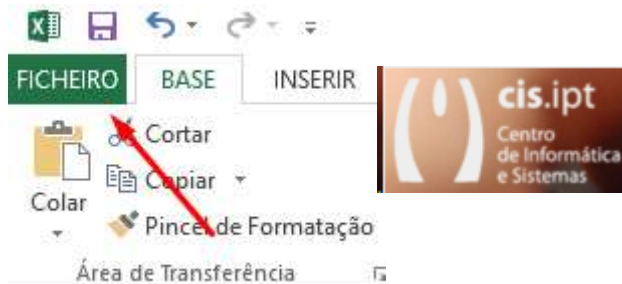 FICHEIRO BASE INSERIR
Cortar
Copiar
Colar
Pincel de Formatação
Área de Transferência
cis.ipt
Centro
de Informática
e Sistemas